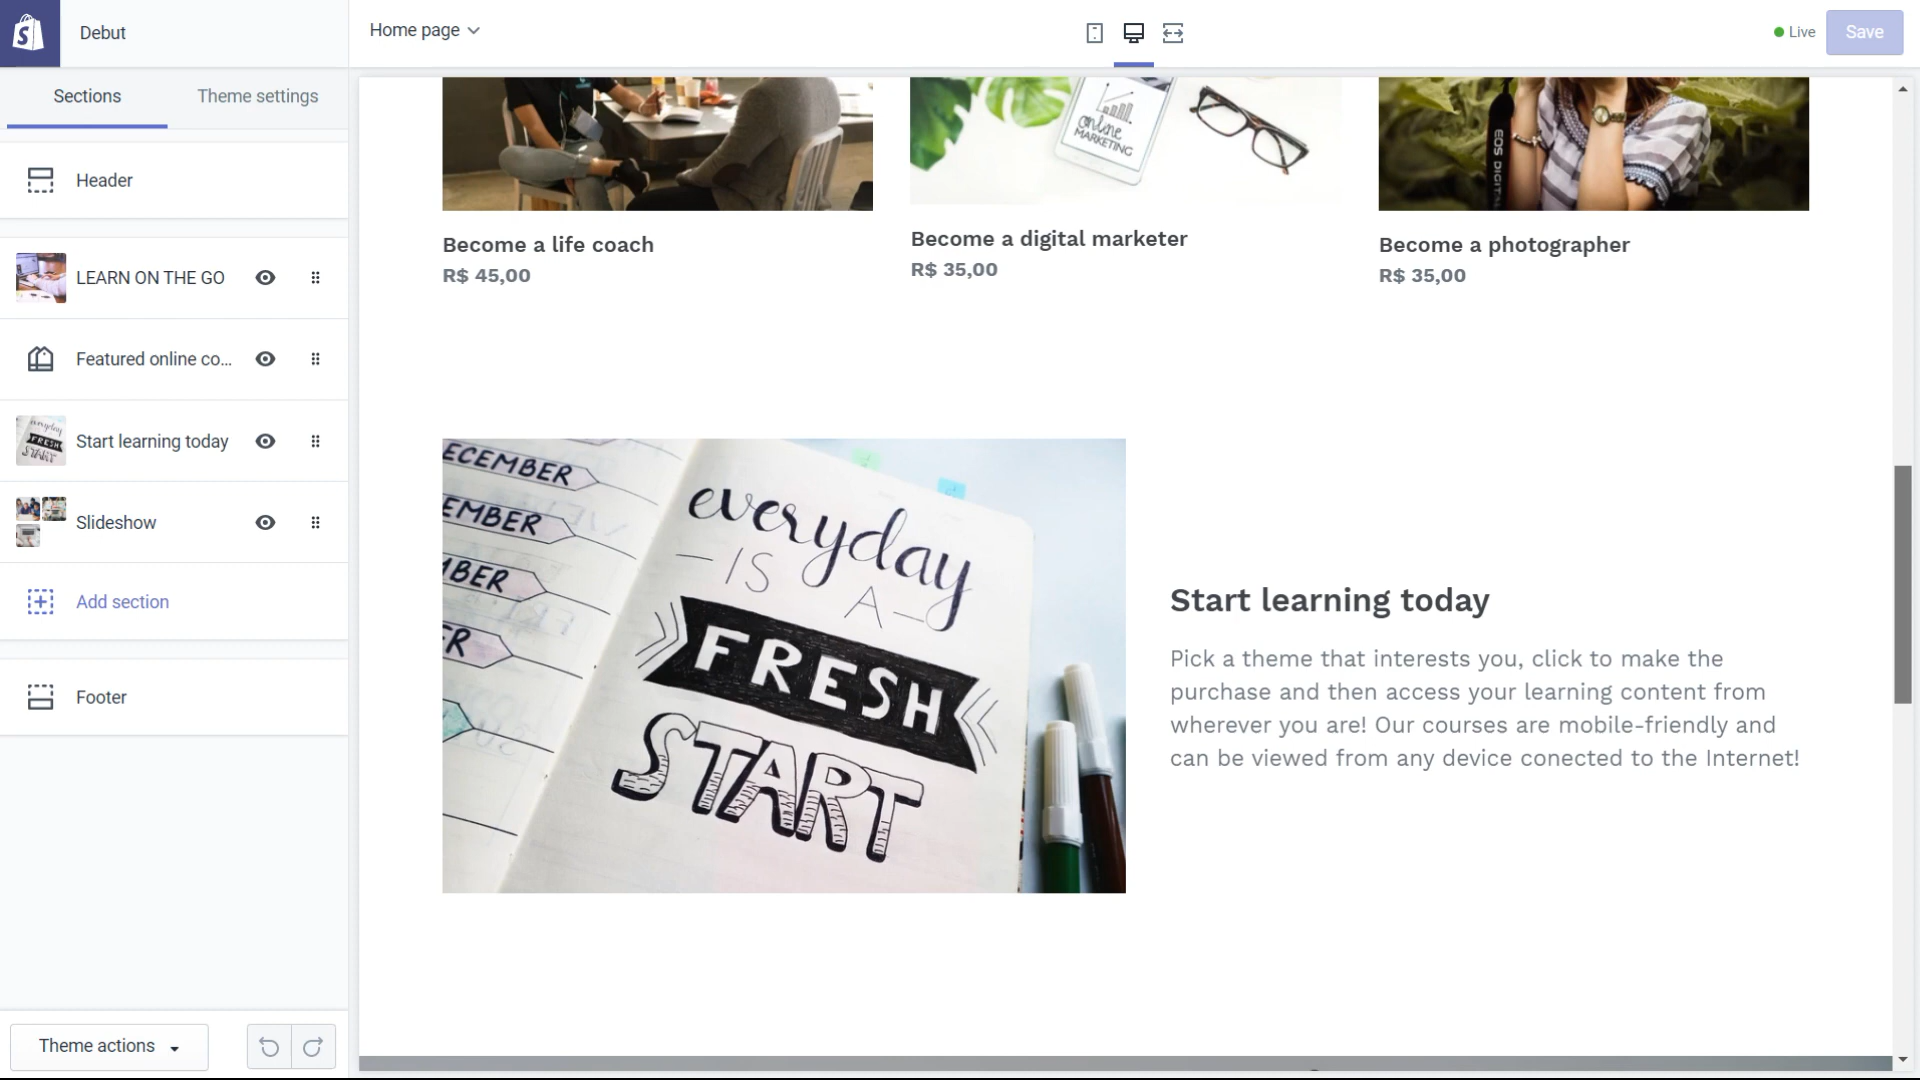 Debut
Home page
Live
Save
Sections
Theme settings
Header
LEARN ON THE GO
Featured online co...
Start learning today
Slideshow
Add section
Footer
Theme actions
online
MARKETING
EOS DIGIT
Become a life coach
R$ 45,00
Become a digital marketer
R$ 35,00
Become a photographer
R$ 35,00
ECEMBER
EMBER
MBER
ER
everyday
IS A
FRESH
START
Start learning today
Pick a theme that interests you, click to make the
purchase and then access your learning content from
wherever you are! Our courses are mobile-friendly and
can be viewed from any device conected to the Internet!